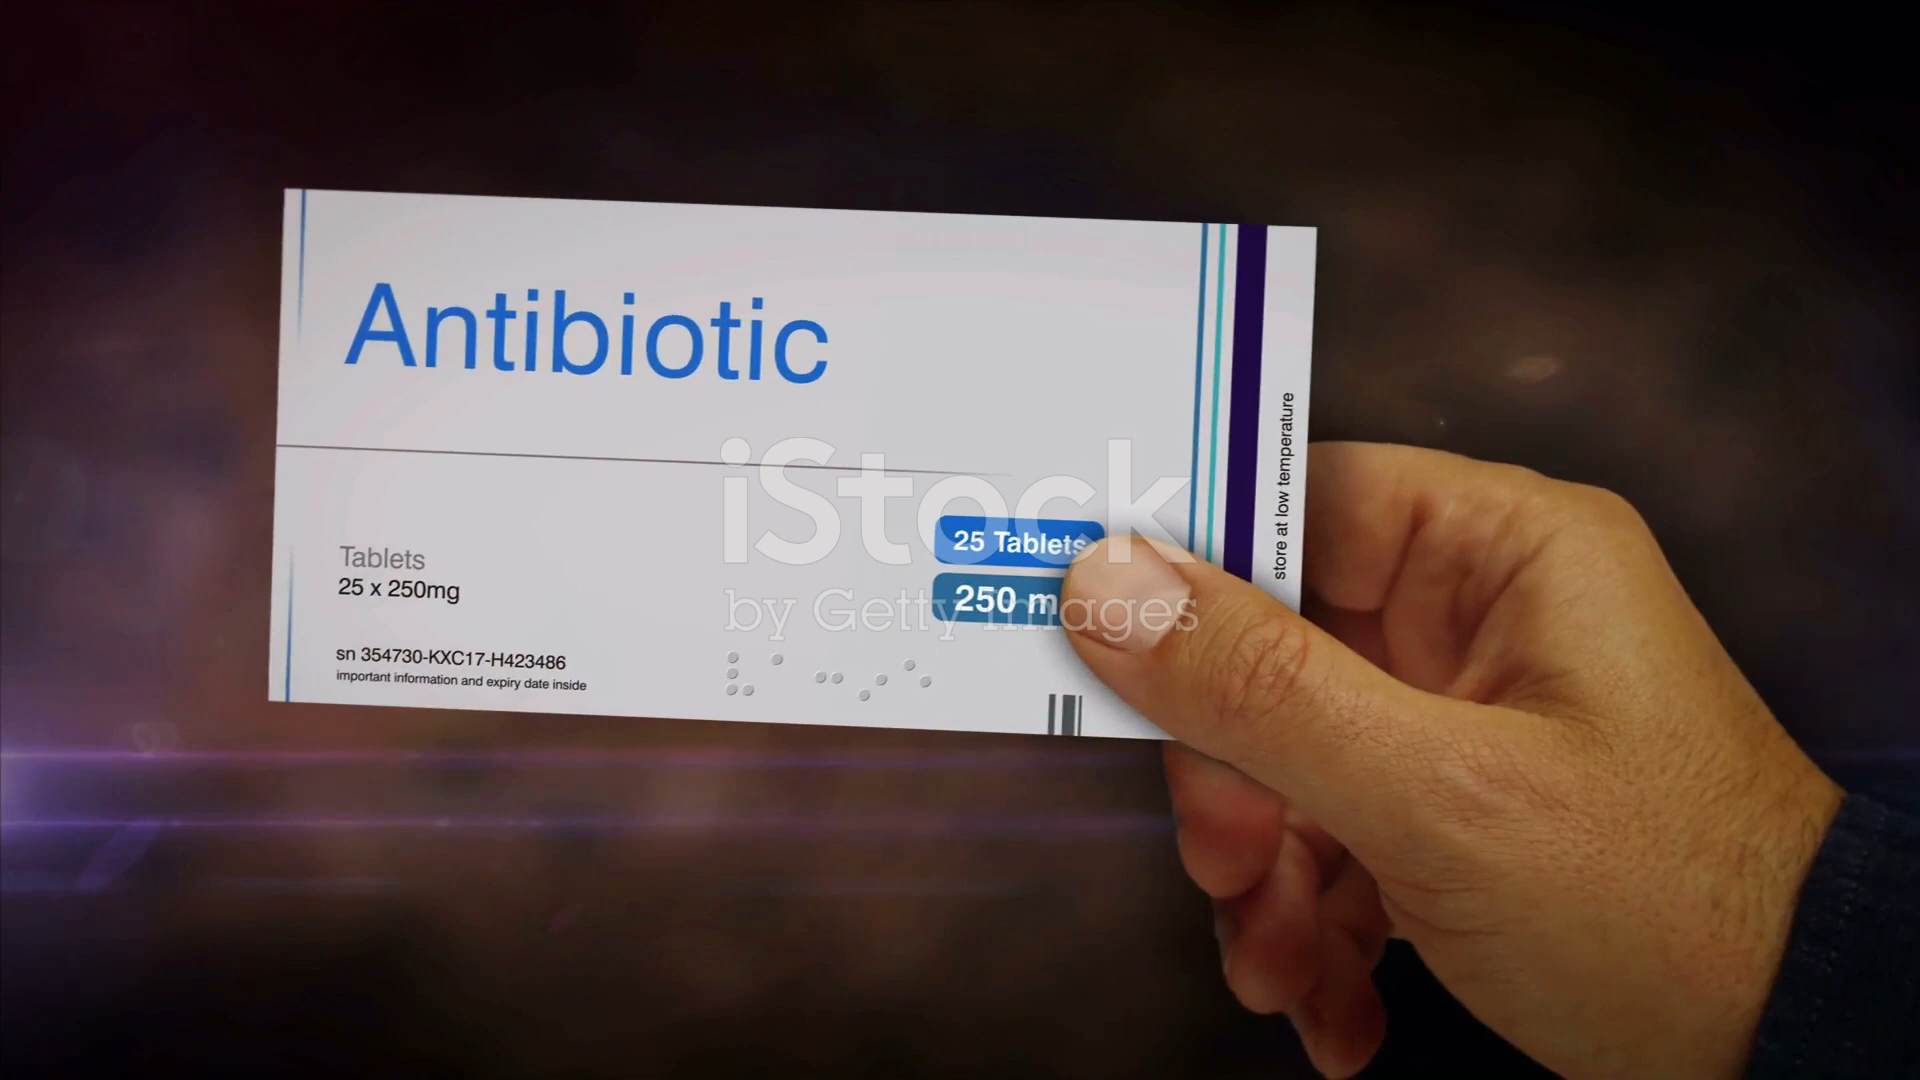 Antibiotic
iStock
by Getty Images
25 Tablets
250 m
Tablets
25 x 250mg
sn 354730-KXC17-H423486
important information and expiry date inside
store at low temperature